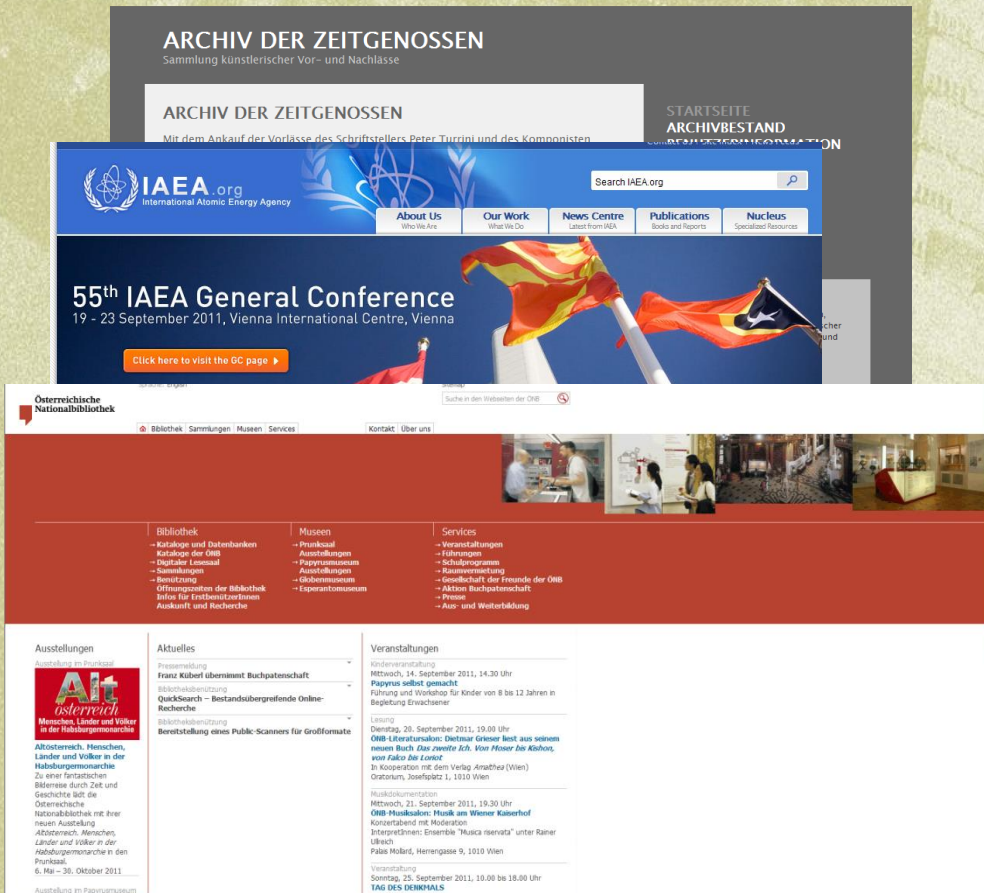 ARCHIV DER ZEITGENOSSEN
Sammlung künstlerischer Vor- und Nachlässe
ARCHIV DER ZEITGENOSSEN
Mit dem Ankauf der Vorlässe des Schriftstellers Peter Turrini und des Komponisten
STARTSEITE
ARCHIVBESTAND
IAEA.org
International Atomic Energy Agency
Search IAEA.org
About Us
Who We Are
Our Work
What We Do
News Centre
Latest from IAEA
Publications
Books and Reports
Nucleus
Specialized Resources
55th IAEA General Conference
19 - 23 September 2011, Vienna International Centre, Vienna
Click here to visit the GC page
scher
und
Österreichische
Nationalbibliothek
Sprache: English
Sitemap
Suche in den Webseiten der ÖNB
Bibliothek Sammlungen Museen Services
Kontakt Über uns
Bibliothek
→ Kataloge und Datenbanken
Kataloge der ÖNB
→ Digitaler Lesesaal
→ Sammlungen
→ Benützung
Öffnungszeiten der Bibliothek
Infos für ErstbenützerInnen
Auskunft und Recherche
Museen
→ Prunksaal
Ausstellungen
→ Papyrusmuseum
Ausstellungen
→ Globenmuseum
→ Esperantomuseum
Services
→ Veranstaltungen
→ Führungen
→ Schulprogramm
→ Raumvermietung
→ Gesellschaft der Freunde der ÖNB
→ Aktion Buchpatenschaft
→ Presse
→ Aus- und Weiterbildung
Ausstellungen
Ausstellung im Prunksaal
Alt
österreich
Menschen, Länder und Völker
in der Habsburgermonarchie
Altösterreich. Menschen,
Länder und Völker in der
Habsburgermonarchie
Zu einer fantastischen
Bilderreise durch Zeit und
Geschichte lädt die
Österreichische
Nationalbibliothek mit ihrer
neuen Ausstellung
Altösterreich. Menschen,
Länder und Völker in der
Habsburgermonarchie in den
Prunksaal.
6. Mai – 30. Oktober 2011
Ausstellung im Papyrusmuseum
Aktuelles
Pressemeldung
Franz Küberl übernimmt Buchpatenschaft
Bibliotheksbenützung
QuickSearch – Bestandsübergreifende Online-
Recherche
Bibliotheksbenützung
Bereitstellung eines Public-Scanners für Großformate
Veranstaltungen
Kinderveranstaltung
Mittwoch, 14. September 2011, 14.30 Uhr
Papyrus selbst gemacht
Führung und Workshop für Kinder von 8 bis 12 Jahren in
Begleitung Erwachsener
Lesung
Dienstag, 20. September 2011, 19.00 Uhr
ÖNB-Literatursalon: Dietmar Grieser liest aus seinem
neuen Buch Das zweite Ich. Von Moser bis Kishon,
von Falco bis Loriot
In Kooperation mit dem Verlag Amalthea (Wien)
Oratorium, Josefsplatz 1, 1010 Wien
Musikdokumentation
Mittwoch, 21. September 2011, 19.30 Uhr
ÖNB-Musiksalon: Musik am Wiener Kaiserhof
Konzertabend mit Moderation
InterpretInnen: Ensemble "Musica riservata" unter Rainer
Ullreich
Palais Mollard, Herrengasse 9, 1010 Wien
Veranstaltung
Sonntag, 25. September 2011, 10.00 bis 18.00 Uhr
TAG DES DENKMALS